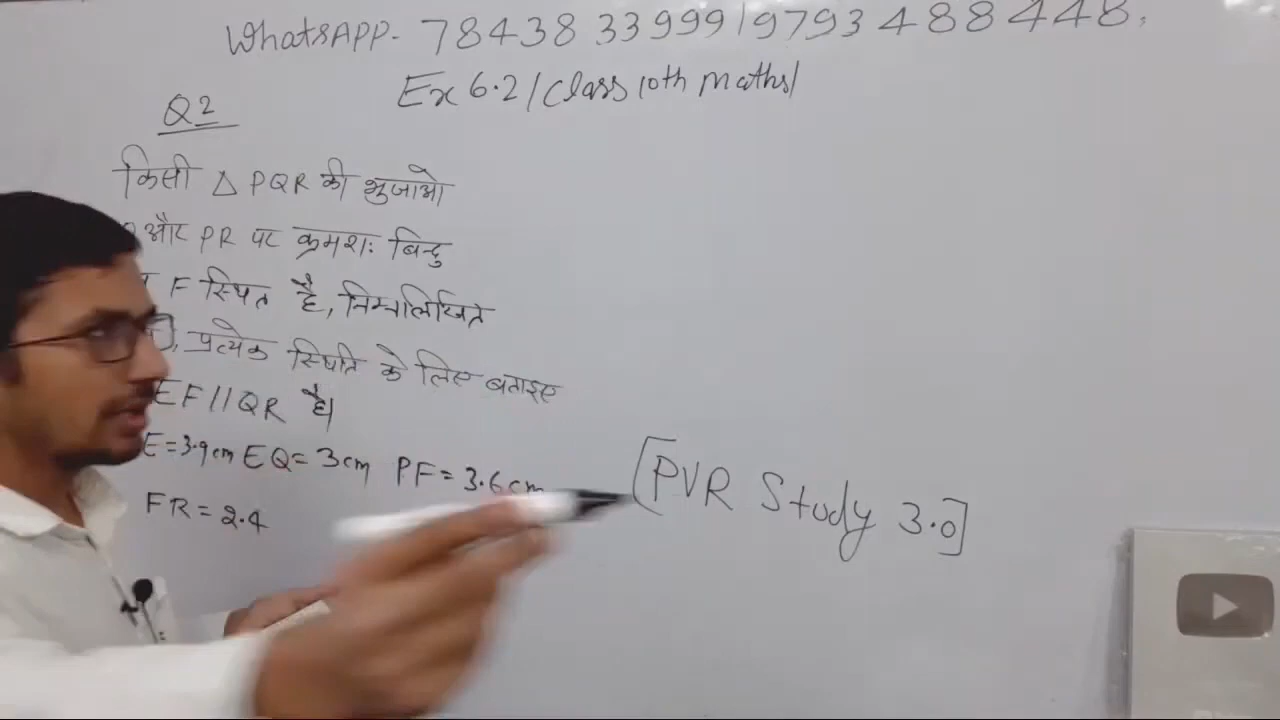 WhatsAPP- 78438 33999/9793488448,
Ex 6.2/Class 10th maths/
Q2
किसी △ PQR की भुजाओ
और PR पर क्रमशः बिन्दु
F स्थित है, निम्नलिखित
प्रत्येक स्थिति के लिए बताइए
EF//QR है।
E=3.9cm EQ= 3cm PF= 3.6cm
FR=2.4
[PVR Study 3.0]